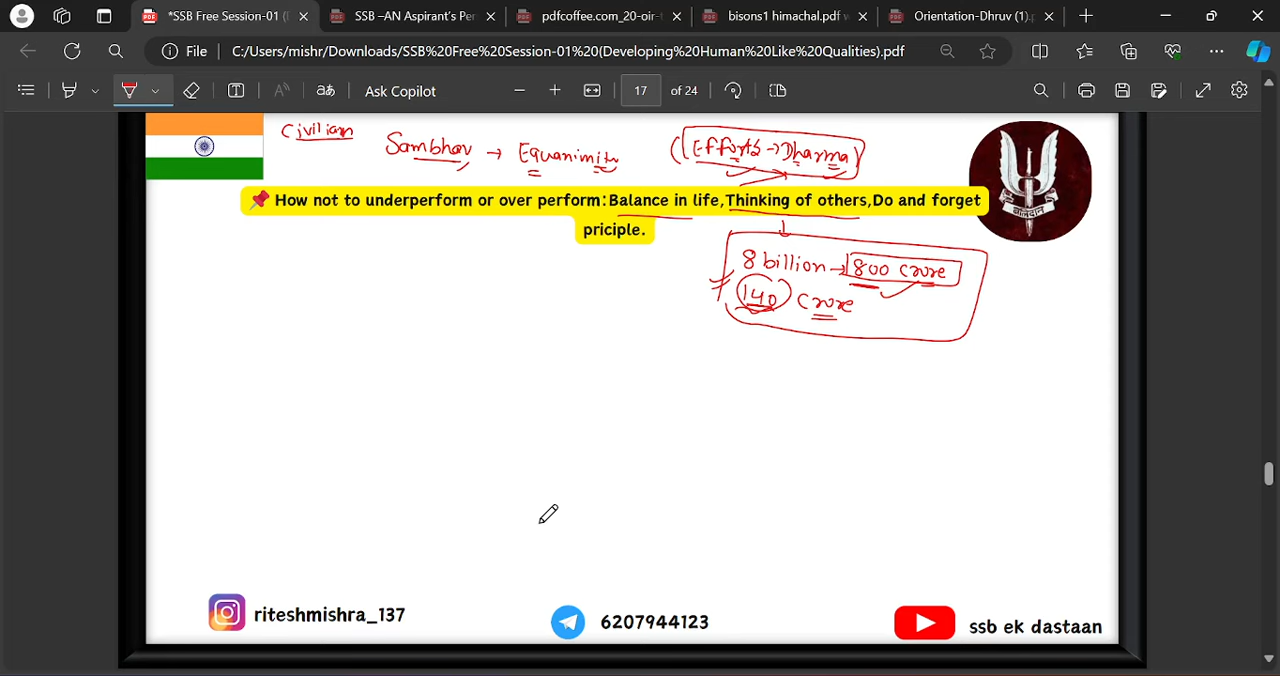 *SSB Free Session-01 (
SSB –AN Aspirant's Pe
pdfcoffee.com_20-oir-t
bisons1 himachal.pdf
Orientation-Dhruv (1).p
File
C:/Users/mishr/Downloads/SSB%20Free%20Session-01%20(Developing%20Human%20Like%20Qualities).pdf
Ask Copilot
17
of 24
Civilian
Sambhav → Equanimity (Efforts → Dharma)
📌 How not to underperform or over perform:Balance in life,Thinking of others,Do and forget
priciple.
8 billion → 800 crore
140 crore
बलिदान
riteshmishra_137
6207944123
ssb ek dastaan